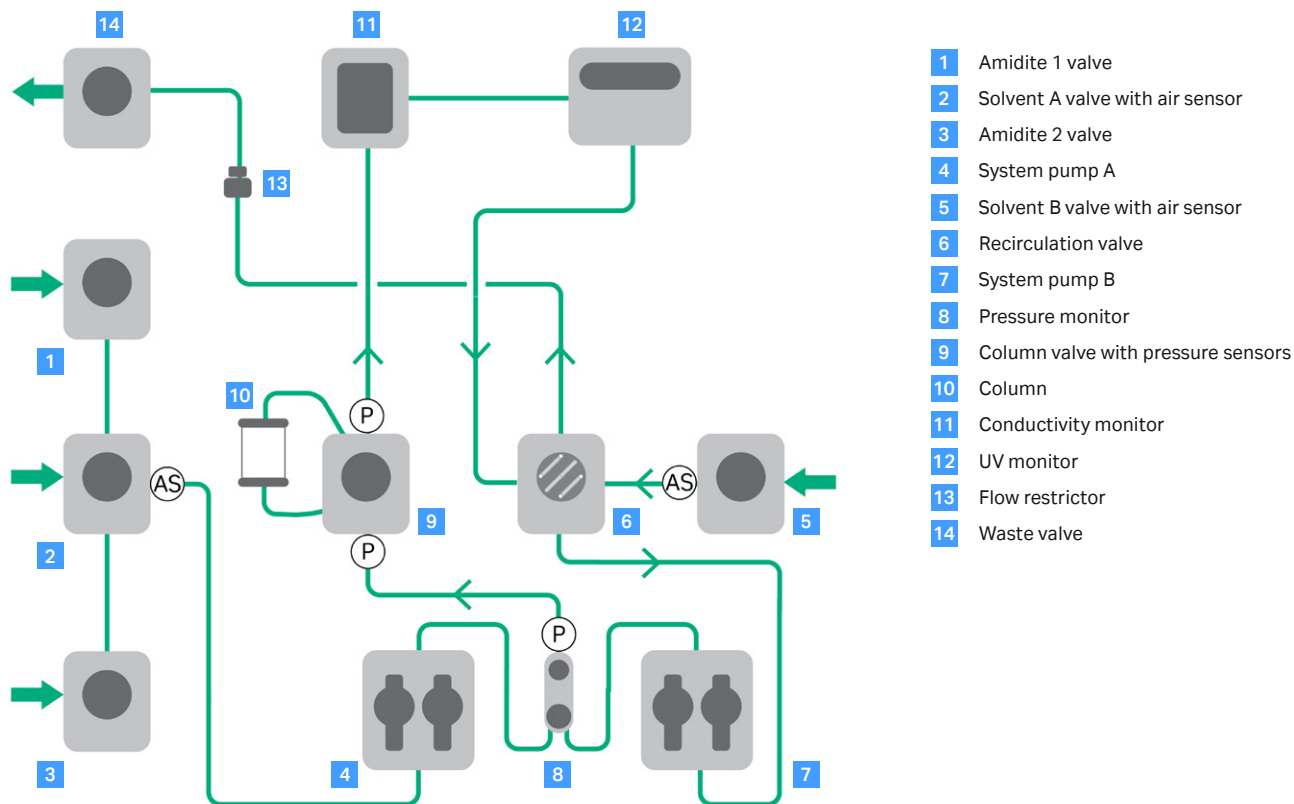 14
11
12
13
1
10
AS
P
AS
2
9
6
5
P
P
3
4
8
7
1 Amidite 1 valve
2 Solvent A valve with air sensor
3 Amidite 2 valve
4 System pump A
5 Solvent B valve with air sensor
6 Recirculation valve
7 System pump B
8 Pressure monitor
9 Column valve with pressure sensors
10 Column
11 Conductivity monitor
12 UV monitor
13 Flow restrictor
14 Waste valve